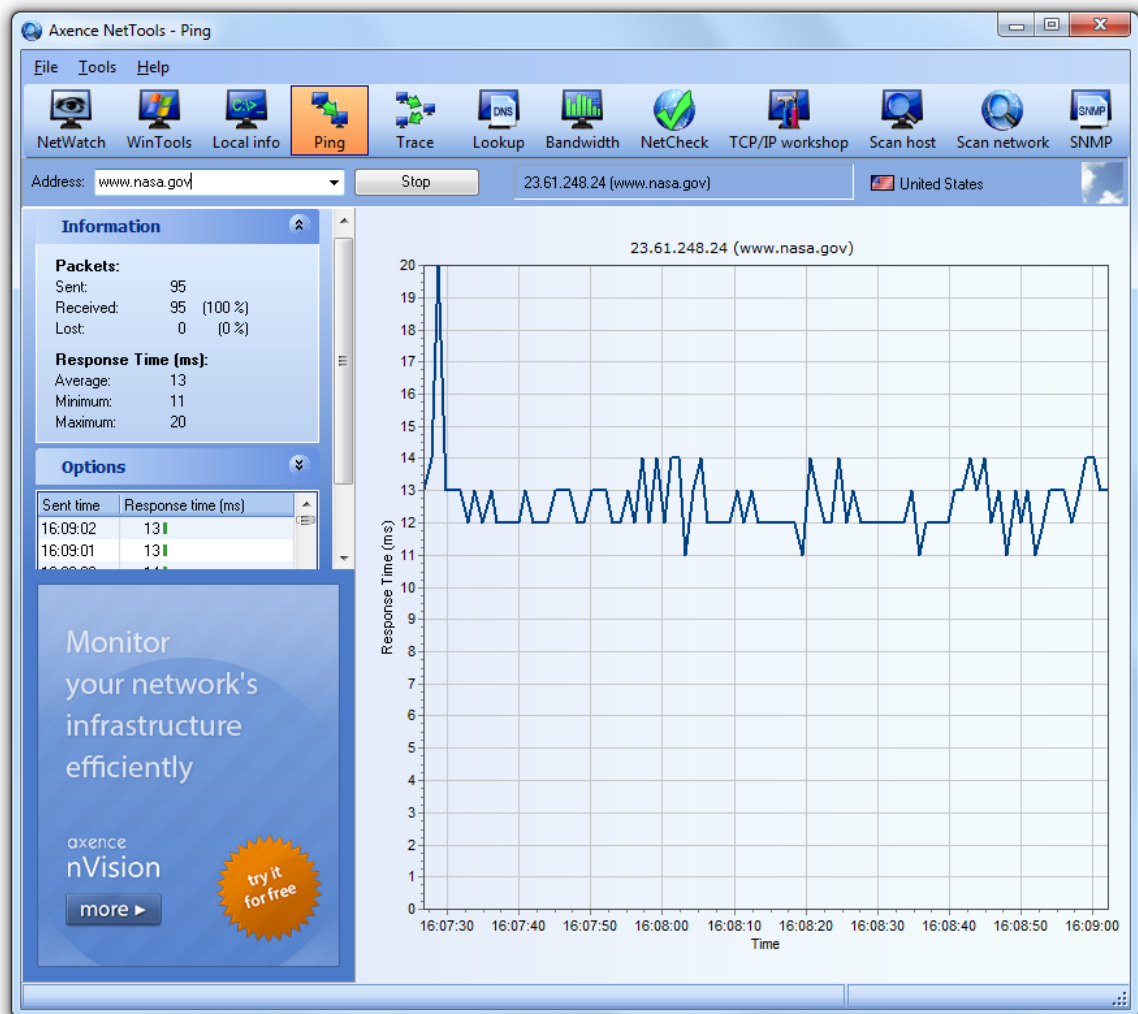 Axence NetTools - Ping
File Tools Help
NetWatch WinTools Local info Ping Trace Lookup Bandwidth NetCheck TCP/IP workshop Scan host Scan network SNMP
C:\>_
DNS
SNMP
Address: www.nasa.gov Stop 23.61.248.24 (www.nasa.gov) United States
Information
Packets:
Sent: 95
Received: 95 (100 %)
Lost: 0 (0 %)
Response Time (ms):
Average: 13
Minimum: 11
Maximum: 20
Options
Sent time Response time (ms)
16:09:02 13
16:09:01 13
Monitor
your network's
infrastructure
efficiently
axence
nVision
more
try it
for free
23.61.248.24 (www.nasa.gov)
20
19
18
17
16
15
14
13
12
11
10
9
8
7
6
5
4
3
2
1
0
Response Time (ms)
16:07:30 16:07:40 16:07:50 16:08:00 16:08:10 16:08:20 16:08:30 16:08:40 16:08:50 16:09:00
Time